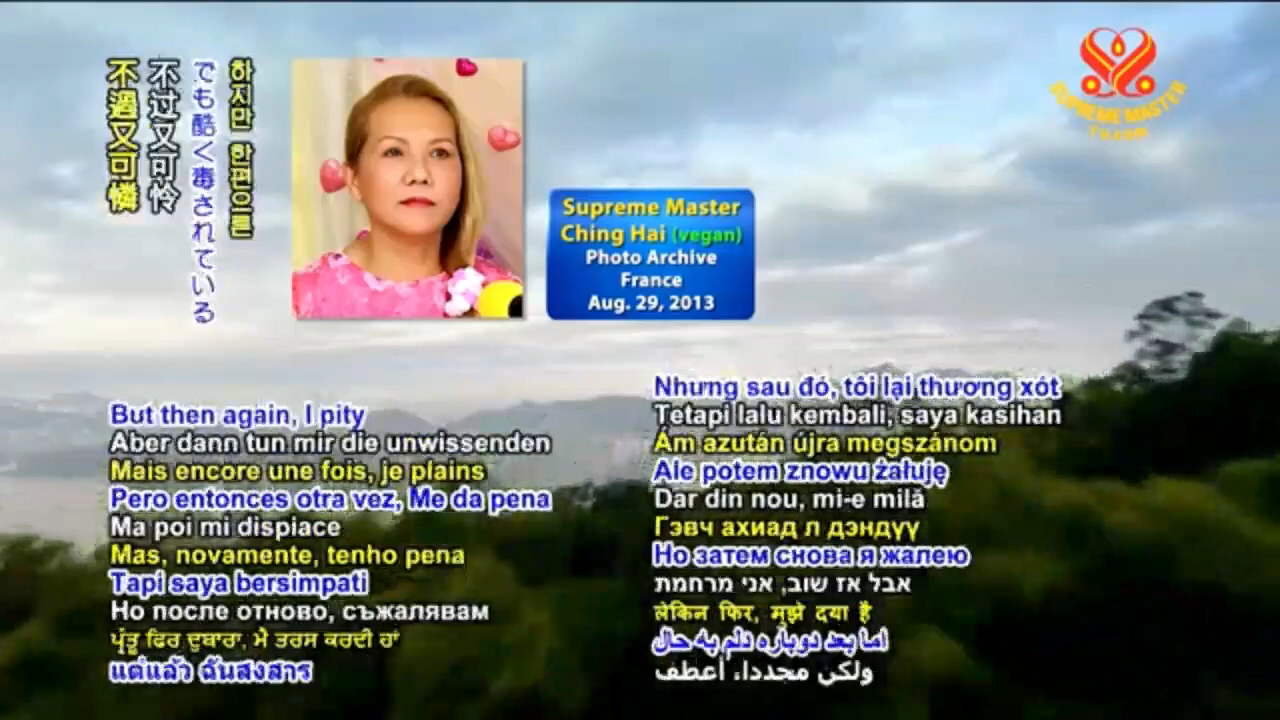 不過又可憐
不过又可怜
でも酷く毒されている
하지만 한편으론
SUPREME MASTER
TV.com
Supreme Master
Ching Hai (vegan)
Photo Archive
France
Aug. 29, 2013
But then again, I pity
Aber dann tun mir die unwissenden
Mais encore une fois, je plains
Pero entonces otra vez, Me da pena
Ma poi mi dispiace
Mas, novamente, tenho pena
Tapi saya bersimpati
Но после отново, съжалявам
ਪ੍ਰੰਤੂ ਫਿਰ ਦੁਬਾਰਾ, ਮੈ ਤਰਸ ਕਰਦੀ ਹਾਂ
แต่แล้ว ฉันสงสาร
Nhưng sau đó, tôi lại thương xót
Tetapi lalu kembali, saya kasihan
Ám azután újra megszánom
Ale potem znowu żałuję
Dar din nou, mi-e milă
Гэвч ахиад л дэндүү
Но затем снова я жалею
אבל אז שוב, אני מרחמת
लेकिन फिर, मुझे दया है
اما بعد دوباره دلم به حال
ولكن مجددا، أعطف